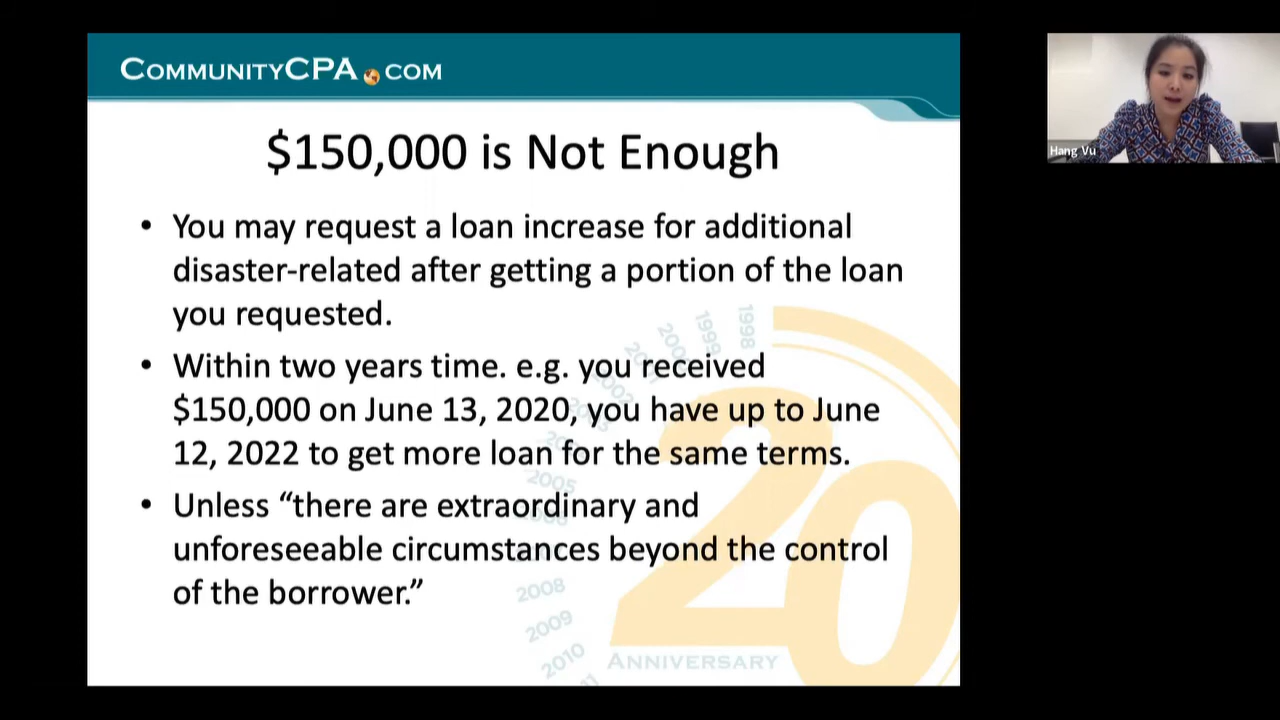 COMMUNITYCPA.COM
$150,000 is Not Enough
• You may request a loan increase for additional
disaster-related after getting a portion of the loan
you requested.
• Within two years time. e.g. you received
$150,000 on June 13, 2020, you have up to June
12, 2022 to get more loan for the same terms.
• Unless “there are extraordinary and
unforeseeable circumstances beyond the control
of the borrower.”
1998
1999
2002
2005
2008
2009
2010
20
ANNIVERSARY
Hang Vu